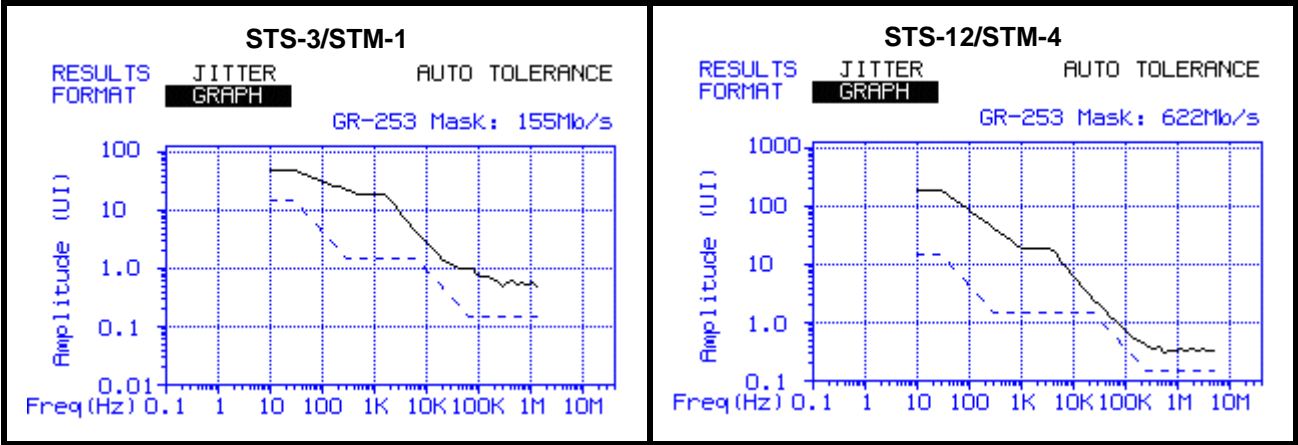 STS-3/STM-1
RESULTS JITTER AUTO TOLERANCE
FORMAT GRAPH
GR-253 Mask: 155Mb/s
100
10
1.0
0.1
0.01
Amplitude (UI)
Freq(Hz) 0.1 1 10 100 1K 10K 100K 1M 10M
STS-12/STM-4
RESULTS JITTER AUTO TOLERANCE
FORMAT GRAPH
GR-253 Mask: 622Mb/s
1000
100
10
1.0
0.1
Amplitude (UI)
Freq(Hz) 0.1 1 10 100 1K 10K 100K 1M 10M